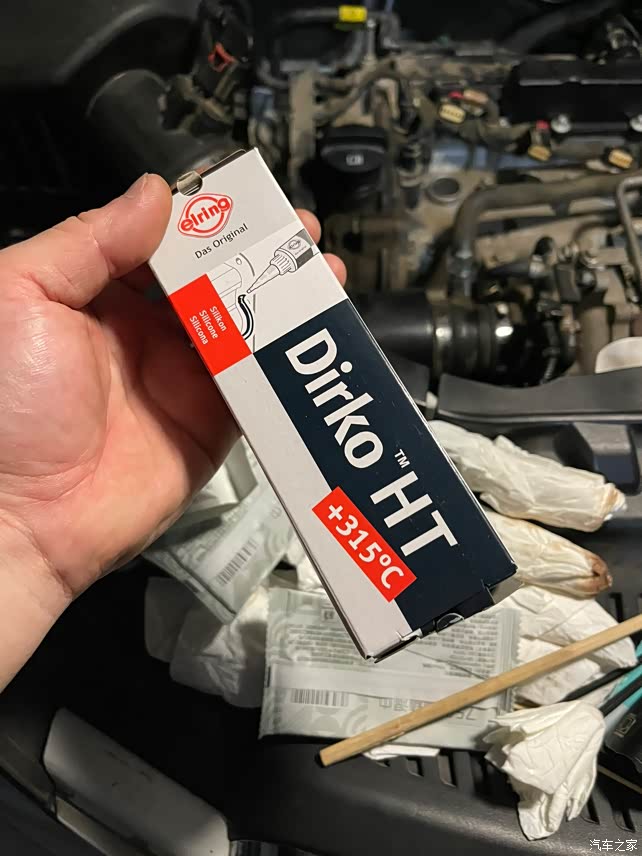 elring
Das Original
Silikon
Silicone
Silicona
Dirko™ HT
+315°C
汽车之家